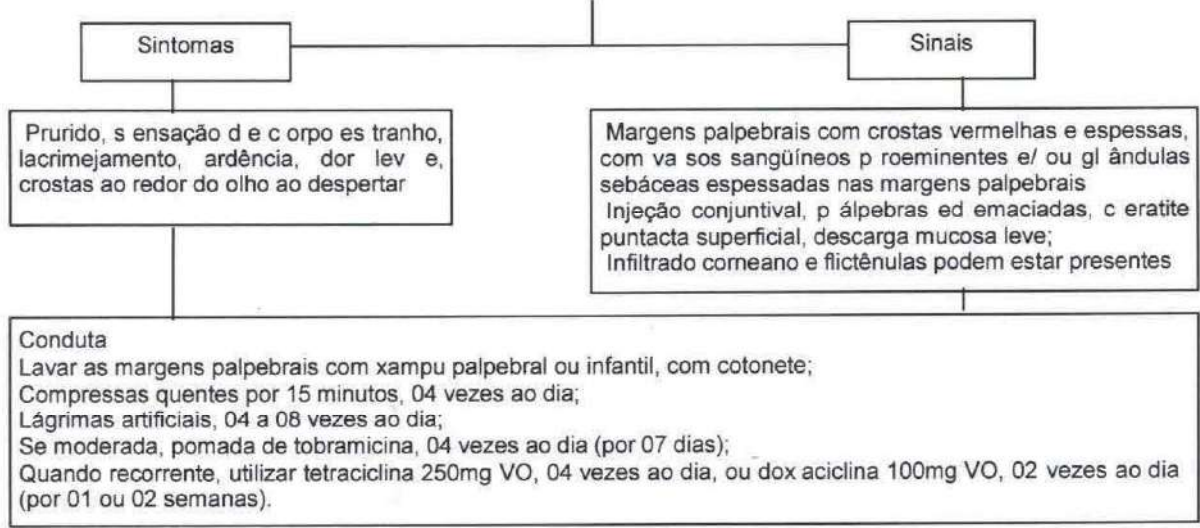 Sintomas
Sinais
Prurido, s ensação d e c orpo es tranho,
lacrimejamento, ardência, dor lev e,
crostas ao redor do olho ao despertar
Margens palpebrais com crostas vermelhas e espessas,
com va sos sangüíneos p roeminentes e/ ou gl ândulas
sebáceas espessadas nas margens palpebrais
Injeção conjuntival, p álpebras ed emaciadas, c eratite
puntacta superficial, descarga mucosa leve;
Infiltrado corneano e flictênulas podem estar presentes
Conduta
Lavar as margens palpebrais com xampu palpebral ou infantil, com cotonete;
Compressas quentes por 15 minutos, 04 vezes ao dia;
Lágrimas artificiais, 04 a 08 vezes ao dia;
Se moderada, pomada de tobramicina, 04 vezes ao dia (por 07 dias);
Quando recorrente, utilizar tetraciclina 250mg VO, 04 vezes ao dia, ou dox aciclina 100mg VO, 02 vezes ao dia
(por 01 ou 02 semanas).